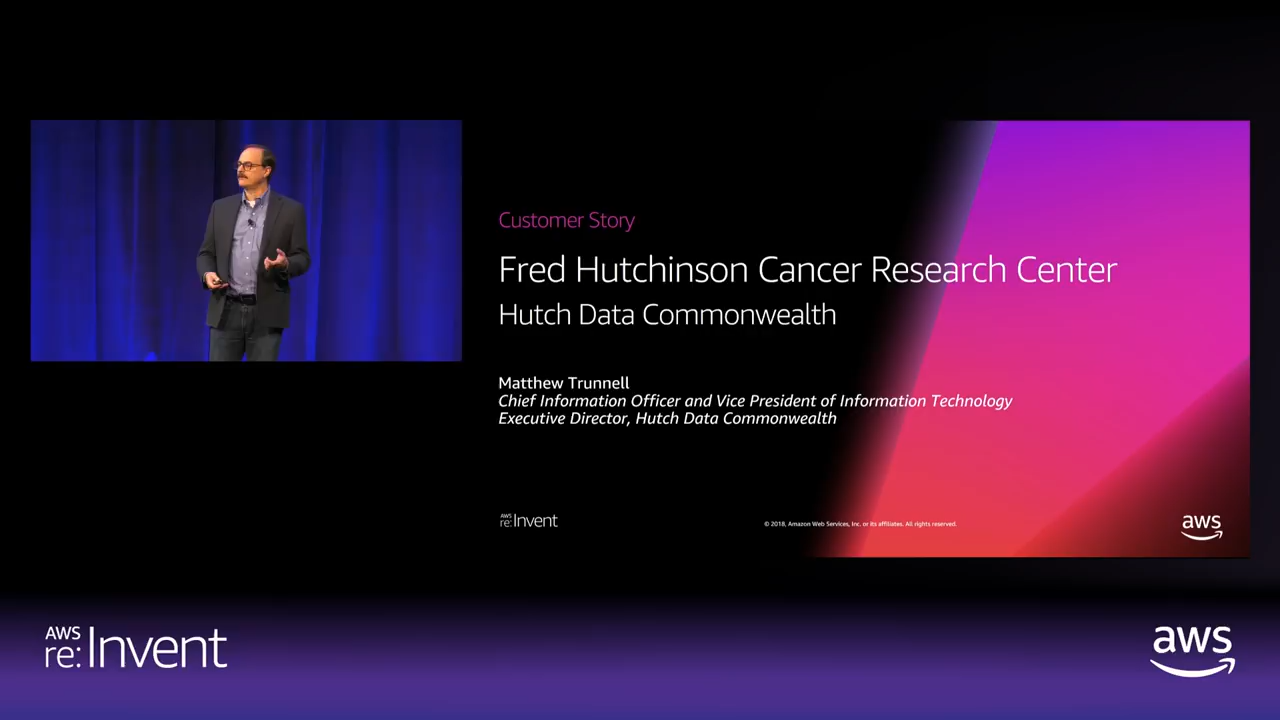 Customer Story
Fred Hutchinson Cancer Research Center
Hutch Data Commonwealth
Matthew Trunnell
Chief Information Officer and Vice President of Information Technology
Executive Director, Hutch Data Commonwealth
AWS
re:Invent
© 2018, Amazon Web Services, Inc. or its affiliates. All rights reserved.
aws
AWS
re:Invent
aws